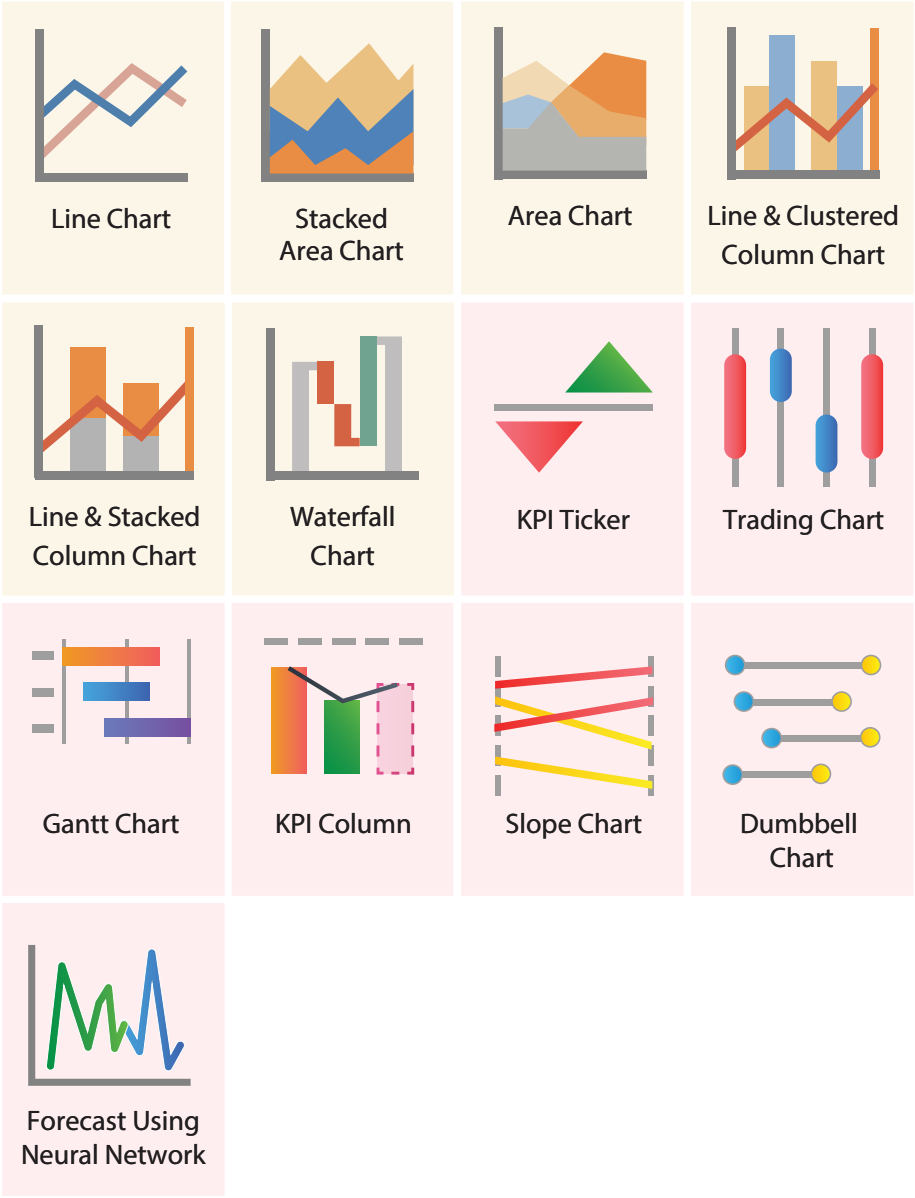 Line Chart
Stacked
Area Chart
Area Chart
Line & Clustered
Column Chart
Line & Stacked
Column Chart
Waterfall
Chart
KPI Ticker
Trading Chart
Gantt Chart
KPI Column
Slope Chart
Dumbbell
Chart
Forecast Using
Neural Network